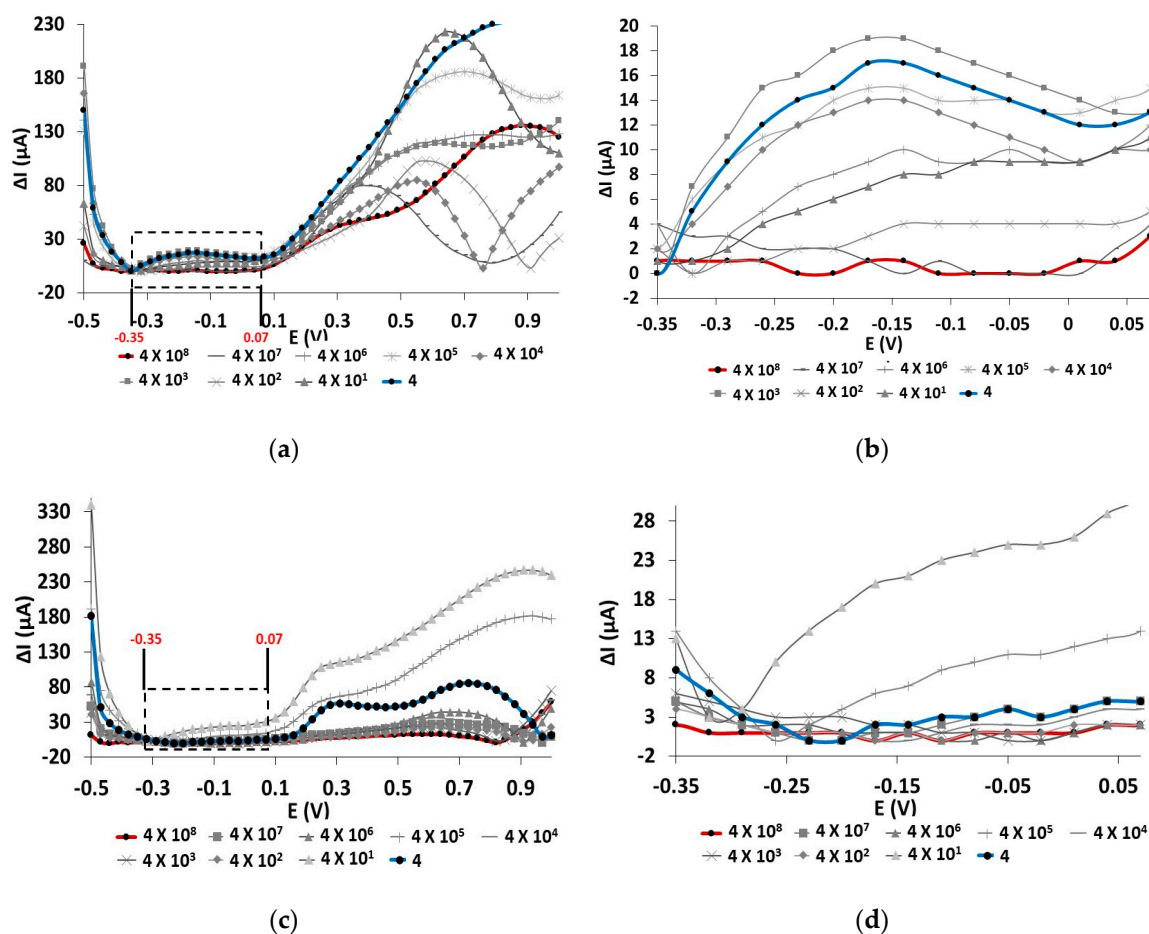 230
180
130
80
30
-20
ΔI (µA)
-0.5 -0.3 -0.1 0.1 0.3 0.5 0.7 0.9
-0.35 0.07
E (V)
4 X 10⁸ 4 X 10⁷ 4 X 10⁶ 4 X 10⁵ 4 X 10⁴
4 X 10³ 4 X 10² 4 X 10¹ 4
(a)
20
18
16
14
12
10
8
6
4
2
0
-2
ΔI (µA)
-0.35 -0.3 -0.25 -0.2 -0.15 -0.1 -0.05 0 0.05
E (V)
4 X 10⁸ 4 X 10⁷ 4 X 10⁶ 4 X 10⁵ 4 X 10⁴
4 X 10³ 4 X 10² 4 X 10¹ 4
(b)
330
280
230
180
130
80
30
-20
ΔI (µA)
-0.35 0.07
-0.5 -0.3 -0.1 0.1 0.3 0.5 0.7 0.9
E (V)
4 X 10⁸ 4 X 10⁷ 4 X 10⁶ 4 X 10⁵ 4 X 10⁴
4 X 10³ 4 X 10² 4 X 10¹ 4
(c)
28
23
18
13
8
3
-2
ΔI (µA)
-0.35 -0.25 -0.15 -0.05 0.05
E (V)
4 X 10⁸ 4 X 10⁷ 4 X 10⁶ 4 X 10⁵ 4 X 10⁴
4 X 10³ 4 X 10² 4 X 10¹ 4
(d)